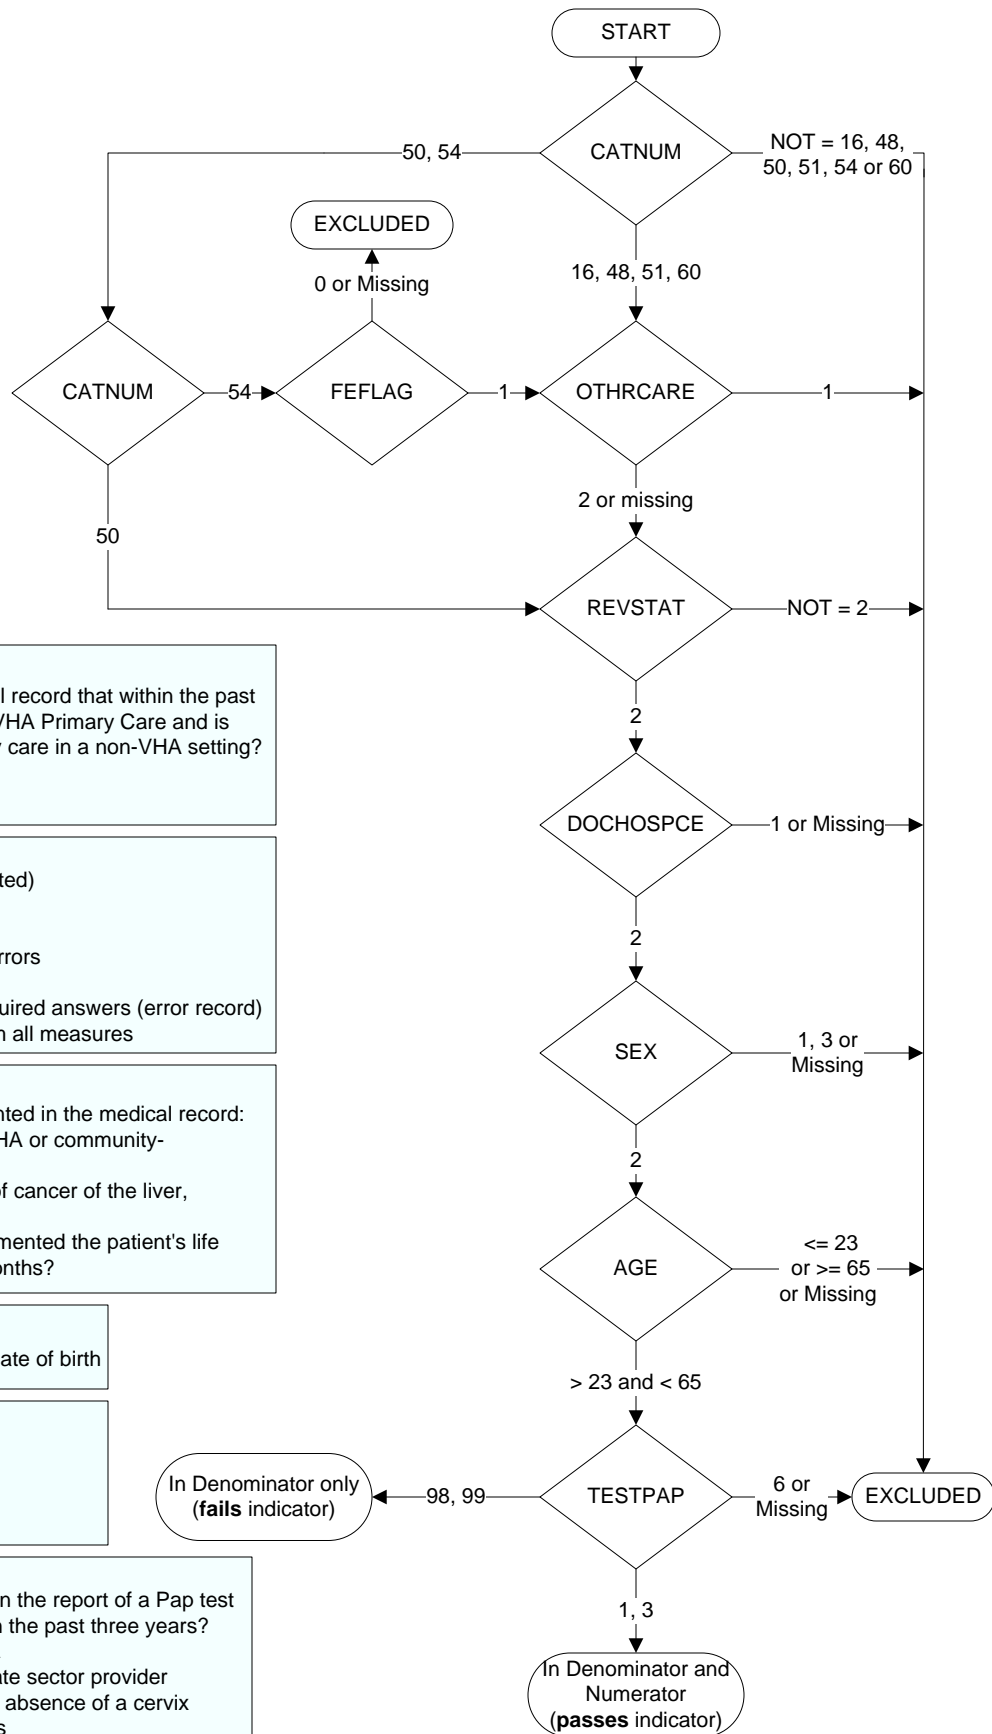 START
CATNUM
50, 54
NOT = 16, 48,
50, 51, 54 or 60
EXCLUDED
0 or Missing
16, 48, 51, 60
CATNUM
54
FEFLAG
1
OTHRCARE
1
2 or missing
50
REVSTAT
NOT = 2
2
l record that within the past
VHA Primary Care and is
care in a non-VHA setting?
DOCHOSPCE
1 or Missing
ted)
rrors
uired answers (error record)
all measures
2
SEX
1, 3 or
Missing
nted in the medical record:
HA or community-
of cancer of the liver,
mented the patient's life
onths?
2
AGE
<= 23
or >= 65
or Missing
ate of birth
> 23 and < 65
TESTPAP
In Denominator only
(fails indicator)
98, 99
6 or
Missing
EXCLUDED
n the report of a Pap test
the past three years?
ate sector provider
absence of a cervix
1, 3
In Denominator and
Numerator
(passes indicator)